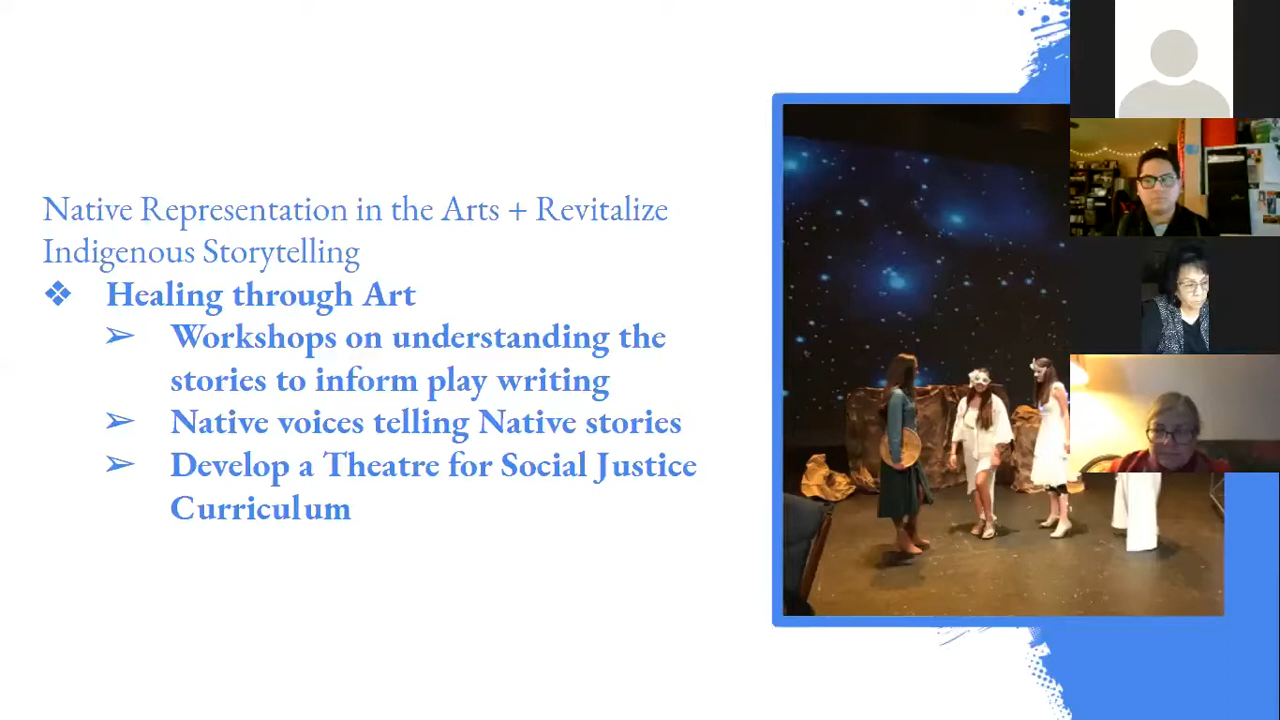 Native Representation in the Arts + Revitalize
Indigenous Storytelling
❖ Healing through Art
➢ Workshops on understanding the
stories to inform play writing
➢ Native voices telling Native stories
➢ Develop a Theatre for Social Justice
Curriculum